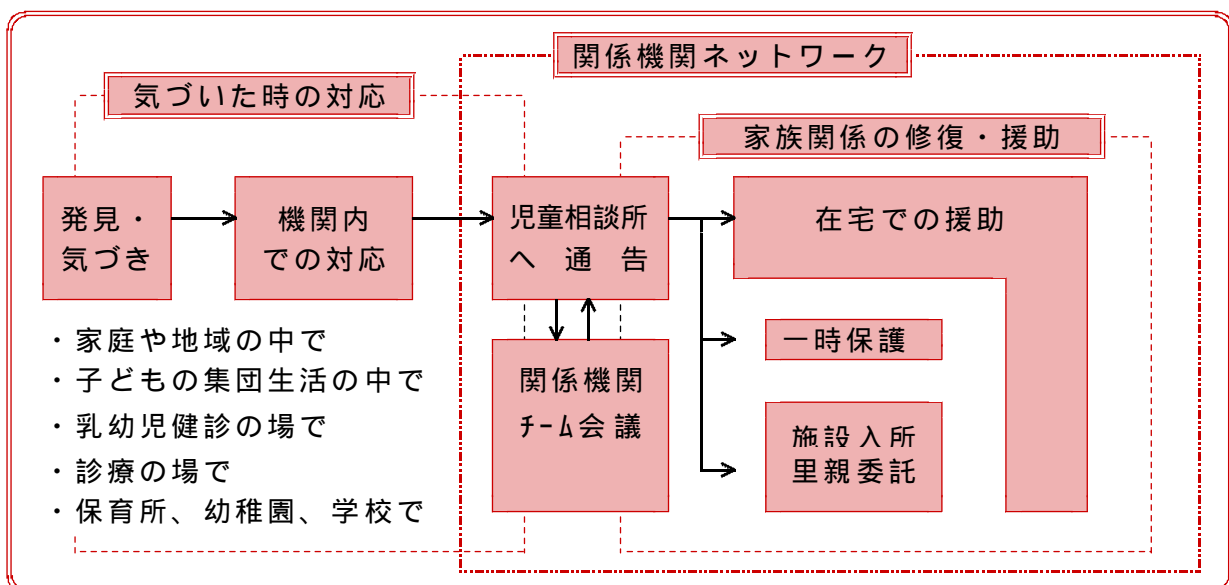 関係機関ネットワーク
気づいた時の対応
家族関係の修復・援助
発見・
気づき
機関内
での対応
児童相談所
へ通告
在宅での援助
・家庭や地域の中で
・子どもの集団生活の中で
・乳幼児健診の場で
・診療の場で
・保育所、幼稚園、学校で
関係機関
ﾁｰﾑ会議
一時保護
施設入所
里親委託